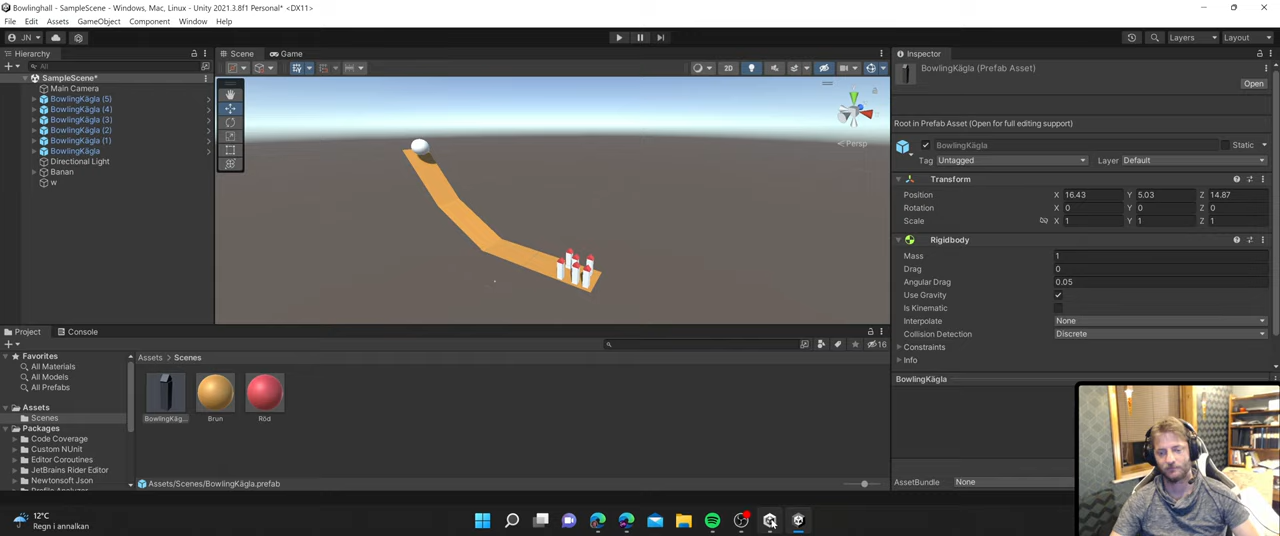 Bowlinghall - SampleScene - Windows, Mac, Linux - Unity 2021.3.8f1 Personal* <DX11>
File Edit Assets GameObject Component Window Help
JN
Layers
Layout
Hierarchy
All
SampleScene*
Main Camera
BowlingKägla (5)
BowlingKägla (4)
BowlingKägla (3)
BowlingKägla (2)
BowlingKägla (1)
BowlingKägla
Directional Light
Banan
w
Scene
Game
2D
Persp
Inspector
BowlingKägla (Prefab Asset)
Open
Root in Prefab Asset (Open for full editing support)
BowlingKägla
Static
Tag Untagged
Layer Default
Transform
Position X 16.43 Y 5.03 Z 14.87
Rotation X 0 Y 0 Z 0
Scale X 1 Y 1 Z 1
Rigidbody
Mass 1
Drag 0
Angular Drag 0.05
Use Gravity
Is Kinematic
Interpolate None
Collision Detection Discrete
Constraints
Info
BowlingKägla
AssetBundle None
Project
Console
16
Favorites
All Materials
All Models
All Prefabs
Assets
Scenes
Packages
Code Coverage
Custom NUnit
Editor Coroutines
JetBrains Rider Editor
Newtonsoft Json
Assets > Scenes
BowlingKäg...
Brun
Röd
Assets/Scenes/BowlingKägla.prefab
12°C
Regn i annalkan